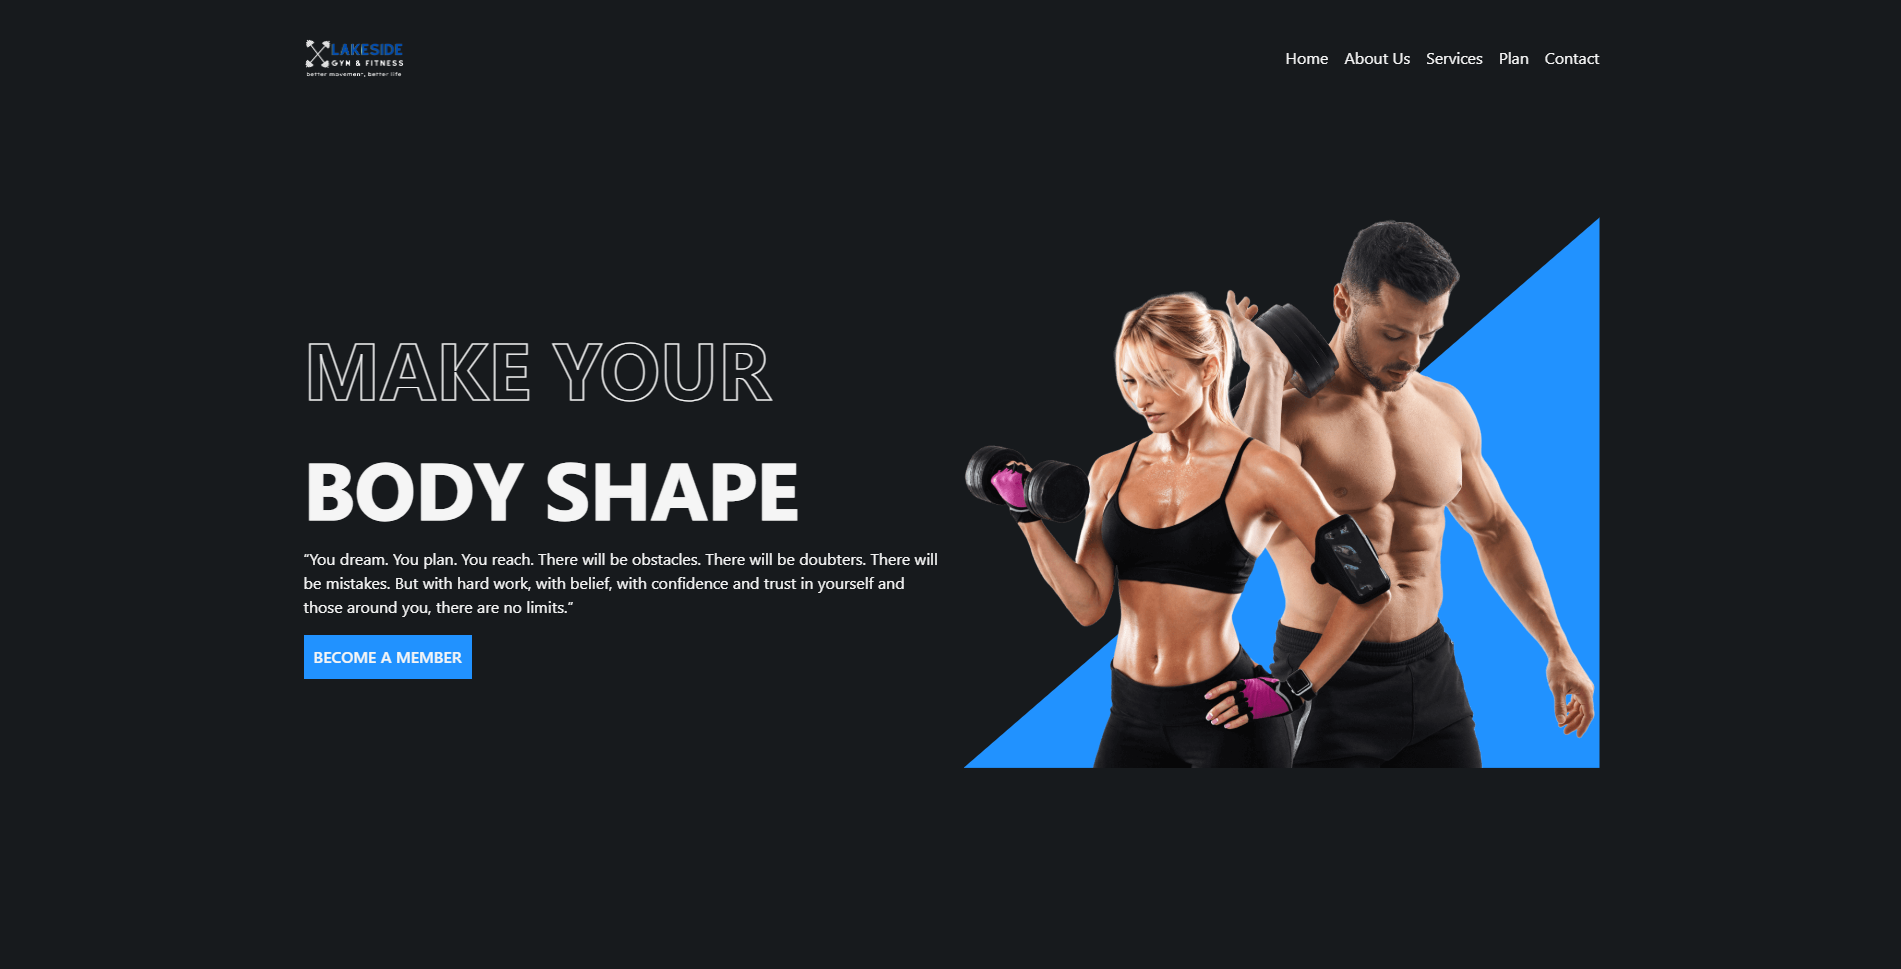 LAKESIDE
GYM & FITNESS
better movement, better life
Home About Us Services Plan Contact
MAKE YOUR
BODY SHAPE
“You dream. You plan. You reach. There will be obstacles. There will be doubters. There will
be mistakes. But with hard work, with belief, with confidence and trust in yourself and
those around you, there are no limits.”
BECOME A MEMBER